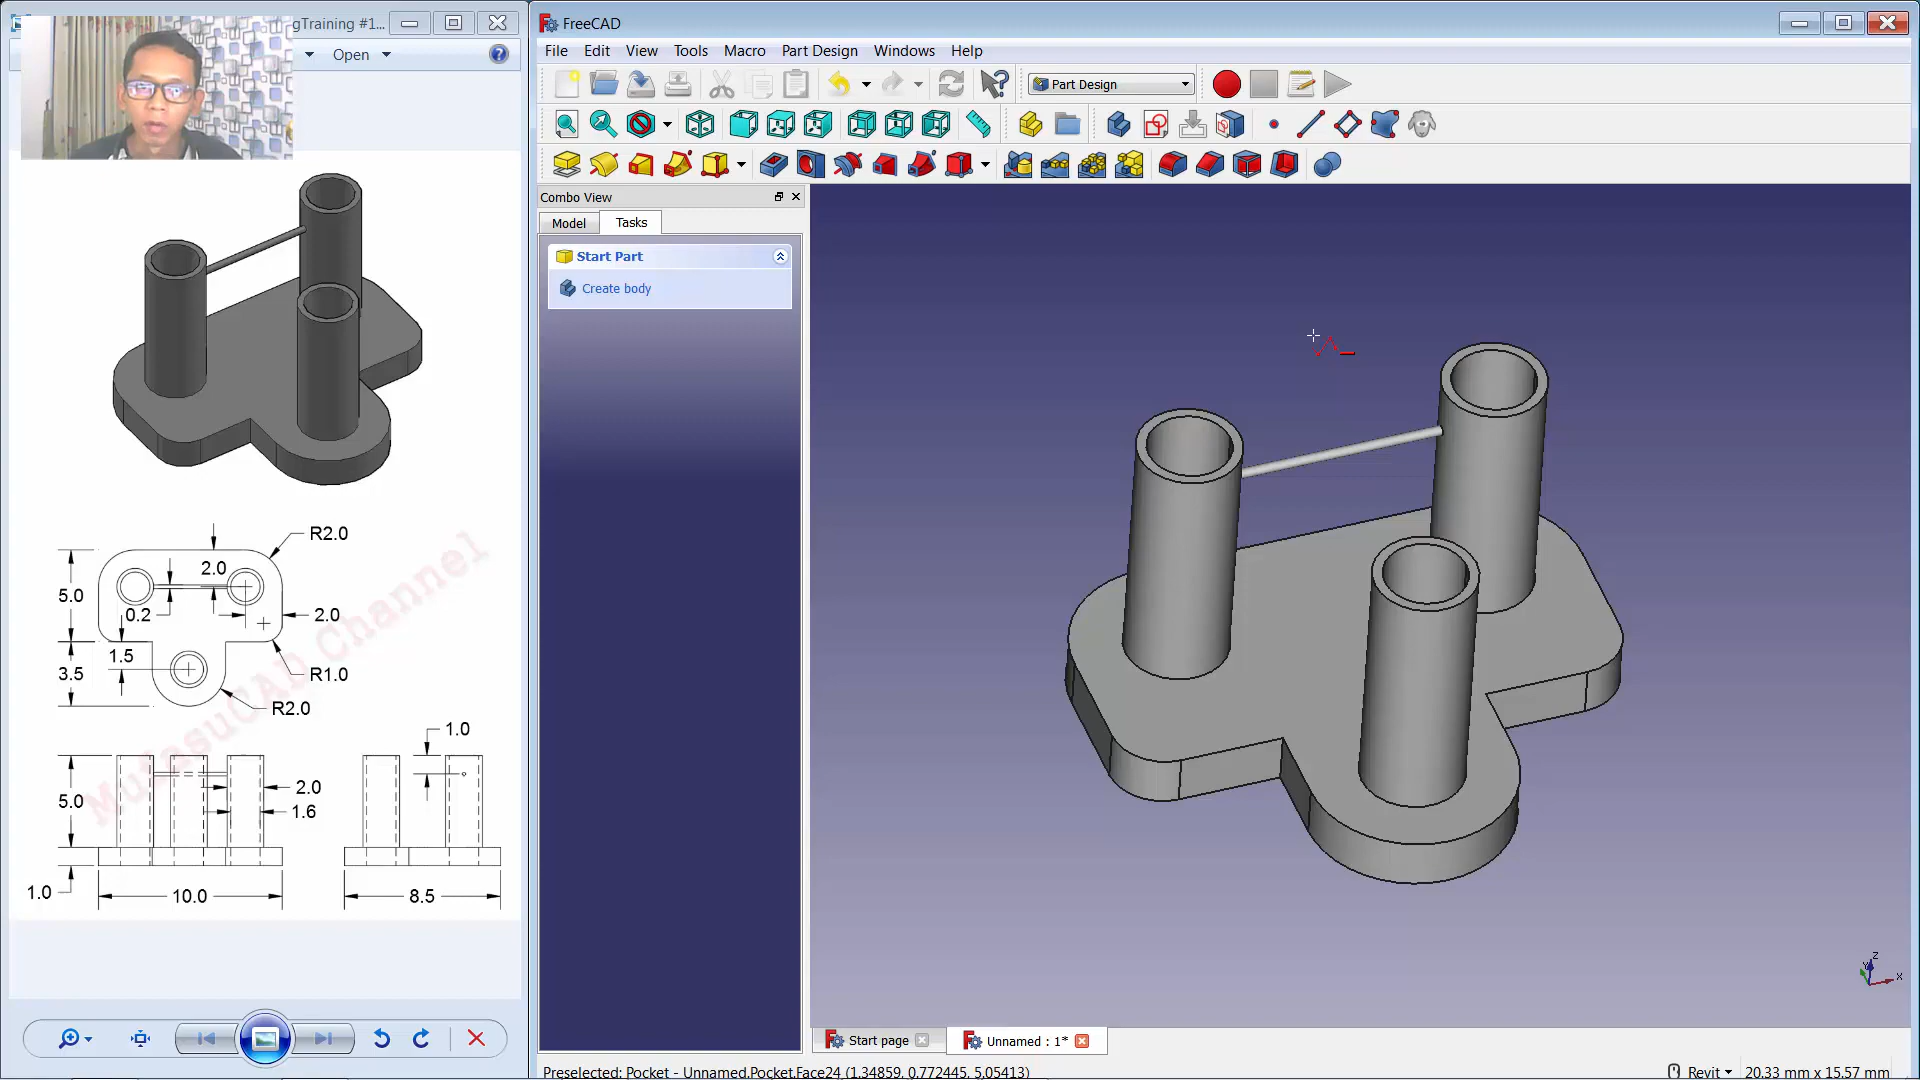 gTraining #1...
Open
R2.0
2.0
5.0
0.2
2.0
1.5
3.5
R1.0
R2.0
MufasuCAD Channel
1.0
5.0
2.0
1.6
1.0
10.0
8.5
FreeCAD
File Edit View Tools Macro Part Design Windows Help
Part Design
Combo View
Model Tasks
Start Part
Create body
Z
Y
X
Start page
Unnamed : 1*
Preselected: Pocket - Unnamed.Pocket.Face24 (1.34859, 0.772445, 5.05413)
Revit
20.33 mm x 15.57 mm